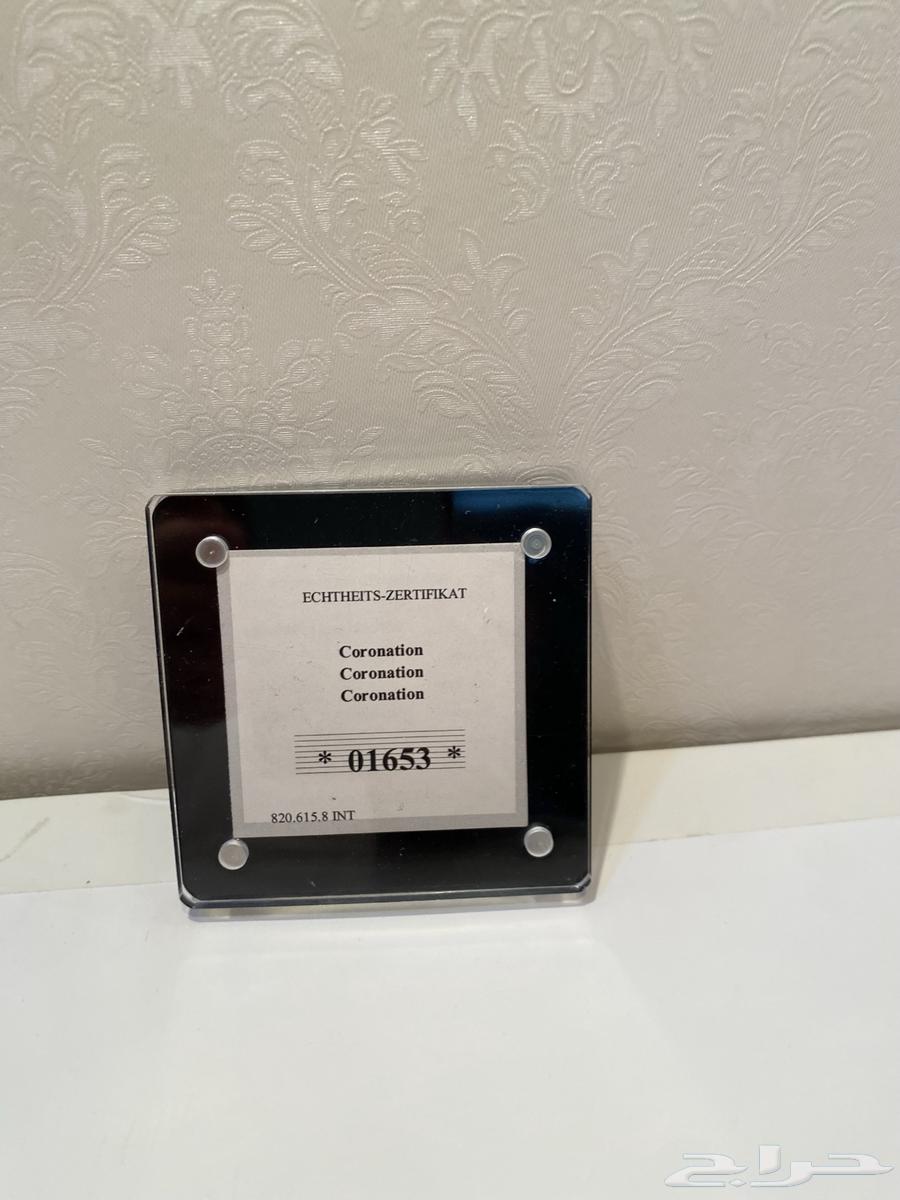 ECHTHEITS-ZERTIFIKAT
Coronation
Coronation
Coronation
* 01653 *
820.615.8 INT
حراج